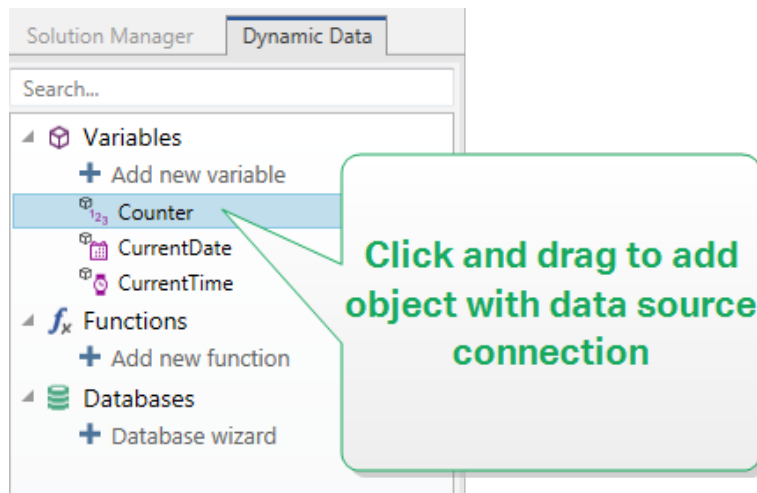 Solution Manager Dynamic Data
Search...
Variables
Add new variable
Counter
CurrentDate
CurrentTime
Functions
Add new function
Databases
Database wizard
Click and drag to add
object with data source
connection